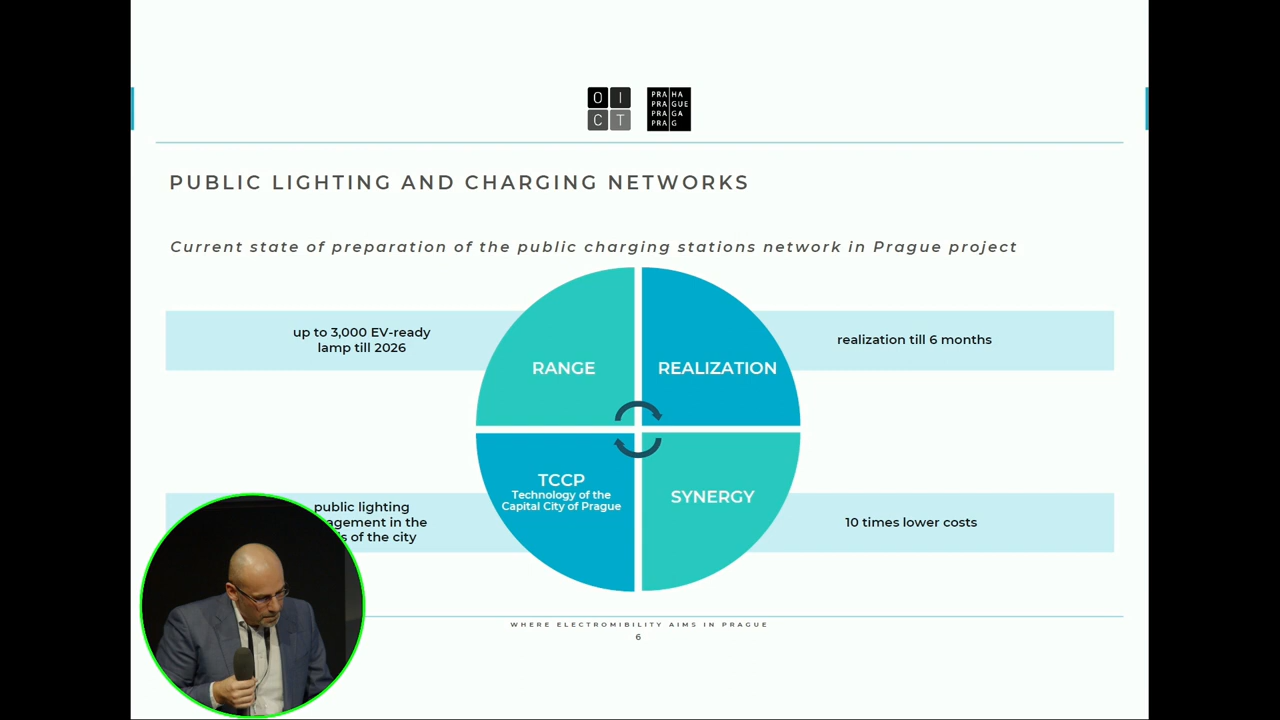 O I
C T
PRA HA
PRA GUE
PRA GA
PRA G
PUBLIC LIGHTING AND CHARGING NETWORKS
Current state of preparation of the public charging stations network in Prague project
up to 3,000 EV-ready
lamp till 2026
RANGE
REALIZATION
realization till 6 months
public lighting
in the
of the city
TCCP
Technology of the
Capital City of Prague
SYNERGY
10 times lower costs
WHERE ELECTROMIBILITY AIMS IN PRAGUE
6